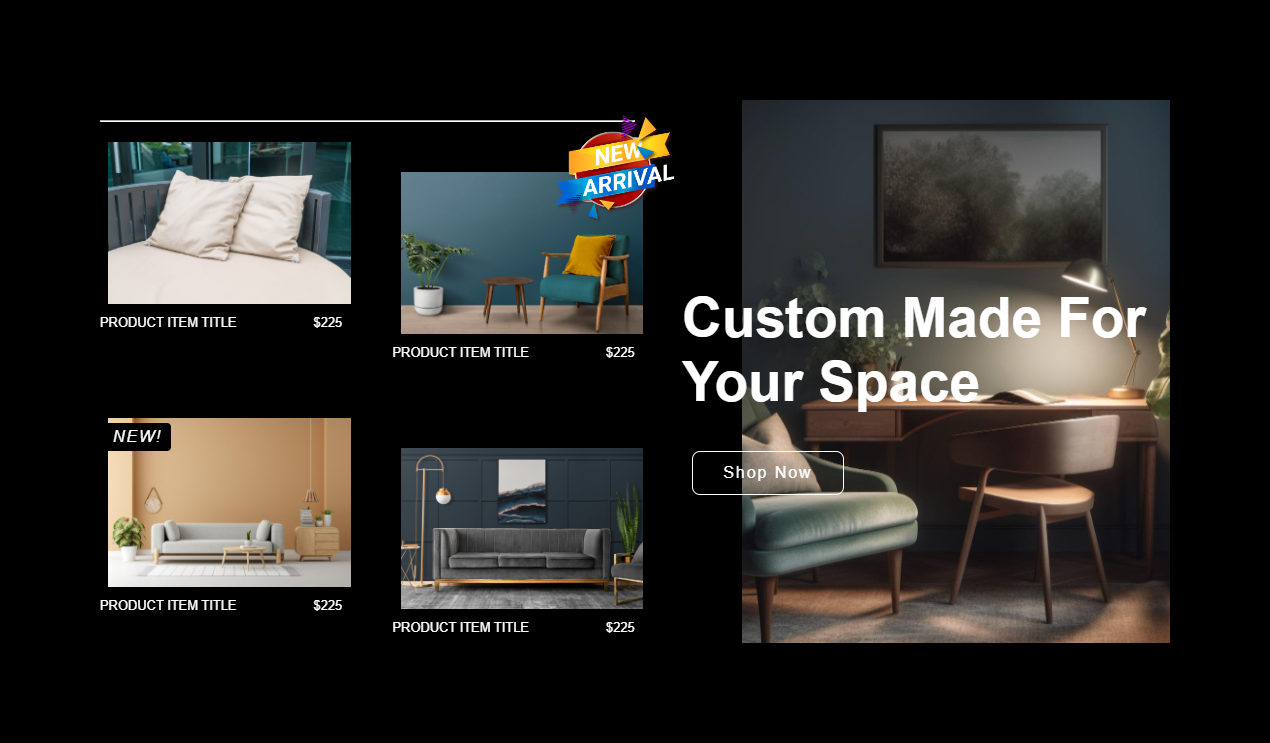 NEW
ARRIVAL
PRODUCT ITEM TITLE $225
PRODUCT ITEM TITLE $225
NEW!
PRODUCT ITEM TITLE $225
PRODUCT ITEM TITLE $225
Custom Made For
Your Space
Shop Now